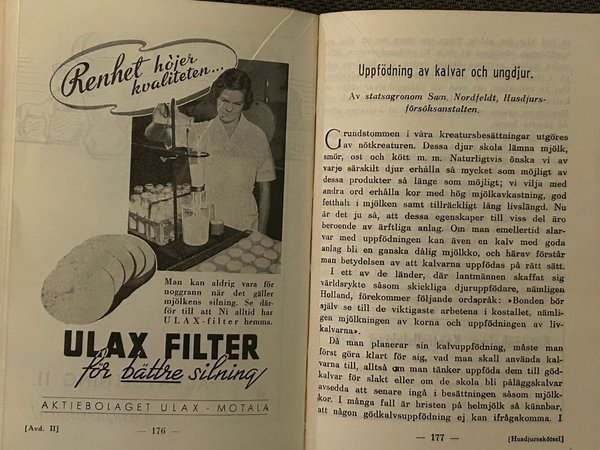 Renhet höjer
kvaliteten...
Man kan aldrig vara för
noggrann när det gäller
mjölkens silning. Se där-
för till att Ni alltid har
ULAX-filter hemma.
ULAX FILTER
för bättre silning
AKTIEBOLAGET ULAX - MOTALA
[Avd. II]
— 176 —
Uppfödning av kalvar och ungdjur.
Av statsagronom Sam. Nordfeldt, Husdjurs-
försöksanstalten.
Grundstommen i våra kreatursbesättningar utgöres
av nötkreaturen. Dessa djur skola lämna mjölk,
smör, ost och kött m. m. Naturligtvis önska vi av
varje särskilt djur erhålla så mycket som möjligt av
dessa produkter så länge som möjligt; vi vilja med
andra ord erhålla kor med hög mjölkavkastning, god
fetthalt i mjölken samt tillräckligt lång livslängd. Nu
är det ju så, att dessa egenskaper till viss del äro
beroende av ärftliga anlag. Om man emellertid slar-
var med uppfödningen kan även en kalv med goda
anlag bli en ganska dålig mjölkko, och härav förstår
man betydelsen av att kalvarna uppfödas på rätt sätt.
I ett av de länder, där lantmännen skaffat sig
världsrykte såsom skickliga djuruppfödare, nämligen
Holland, förekommer följande ordspråk: »Bonden bör
själv se till de viktigaste arbetena i kostallet, nämli-
gen mjölkningen av korna och uppfödningen av liv-
kalvarna».
Då man planerar sin kalvuppfödning, måste man
först göra klart för sig, vad man skall använda kal-
varna till, alltså om man tänker uppföda dem till göd-
kalvar för slakt eller om de skola bli påläggskalvar
avsedda att senare ingå i besättningen såsom mjölk-
kor. I många fall är bristen på helmjölk så kännbar,
att någon gödkalvsuppfödning ej kan ifrågakomma. I
— 177 —
[Husdjursskötsel]